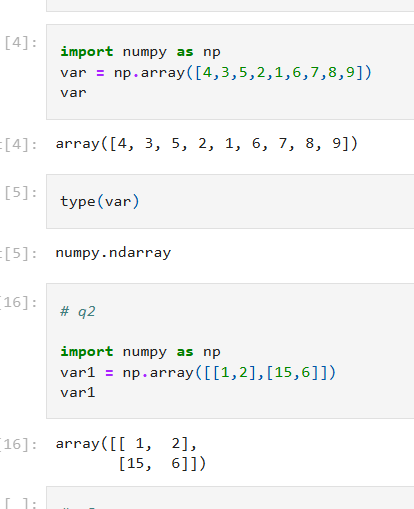 [4]:
import numpy as np
var = np.array([4,3,5,2,1,6,7,8,9])
var
t[4]: array([4, 3, 5, 2, 1, 6, 7, 8, 9])
[5]:
type(var)
t[5]: numpy.ndarray
[16]:
# q2
import numpy as np
var1 = np.array([[1,2],[15,6]])
var1
[16]: array([[ 1,  2],
       [15,  6]])
[ ]: